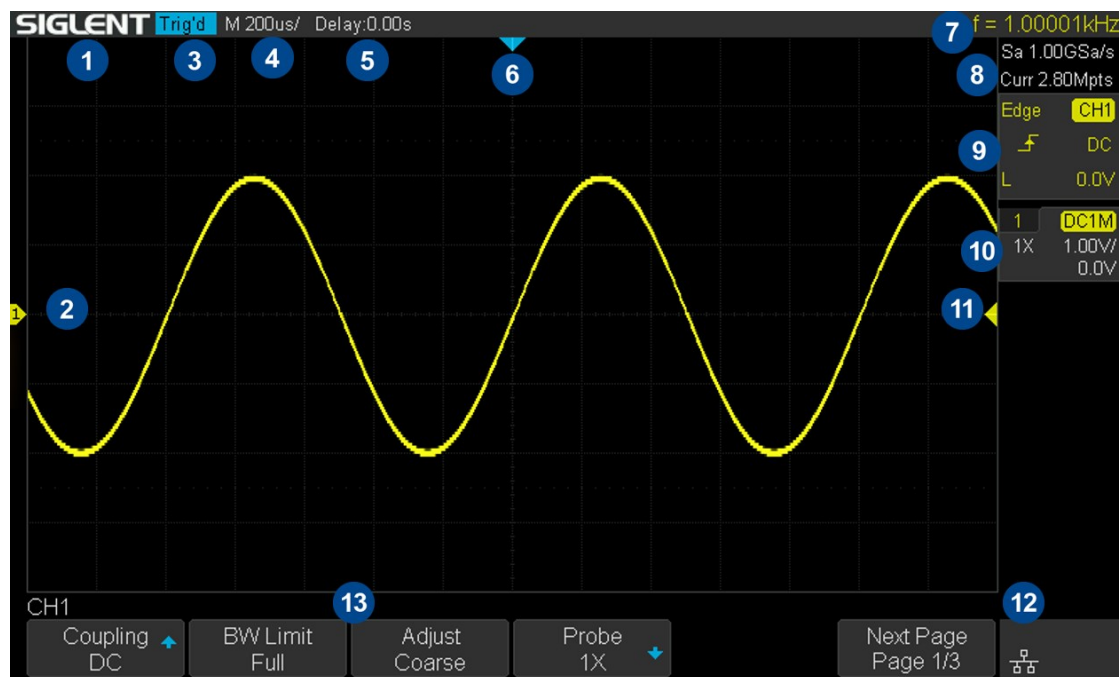 SIGLENT Trig'd M 200us/ Delay:0.00s f = 1.00001kHz
1 3 4 5 6 7
Sa 1.00GSa/s
8
Curr 2.80Mpts
Edge CH1
9 DC
L 0.0V
1 DC1M
10 1X 1.00V/
0.0V
1 2 11
CH1 13 12
Coupling BW Limit Adjust Probe Next Page
DC Full Coarse 1X Page 1/3